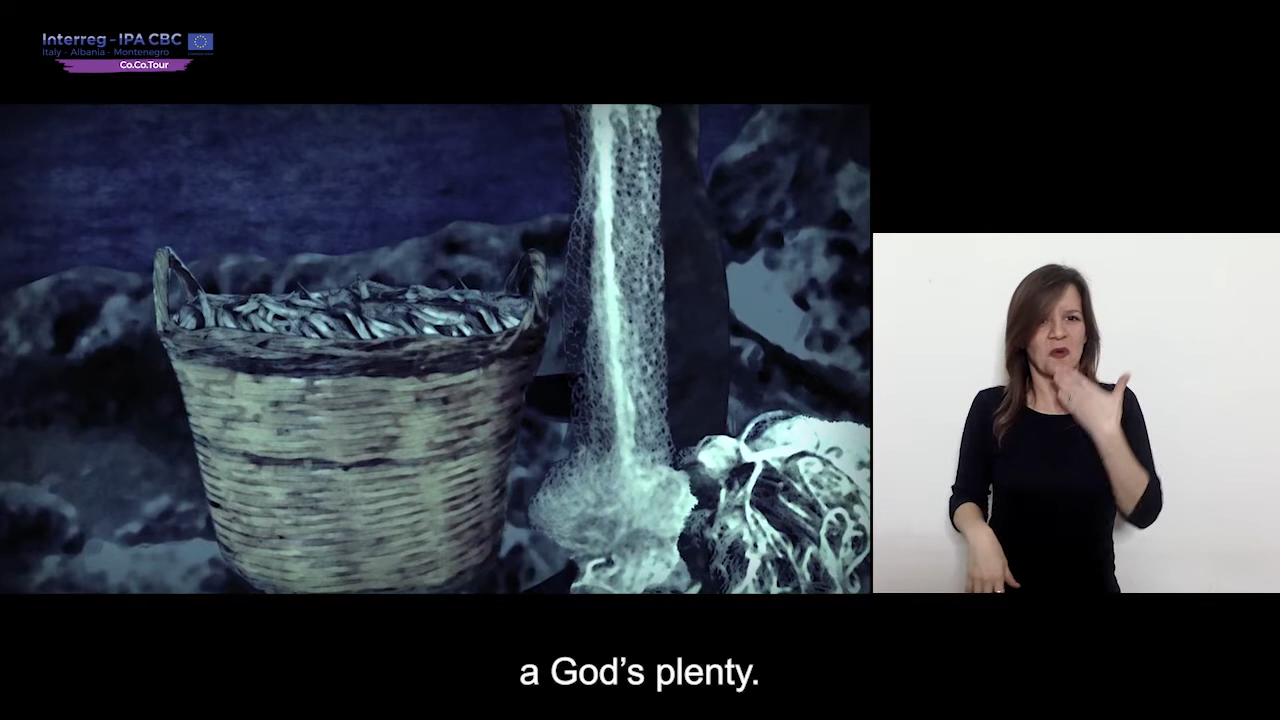 Interreg - IPA CBC
Italy - Albania - Montenegro
Co.Co.Tour
a God’s plenty.